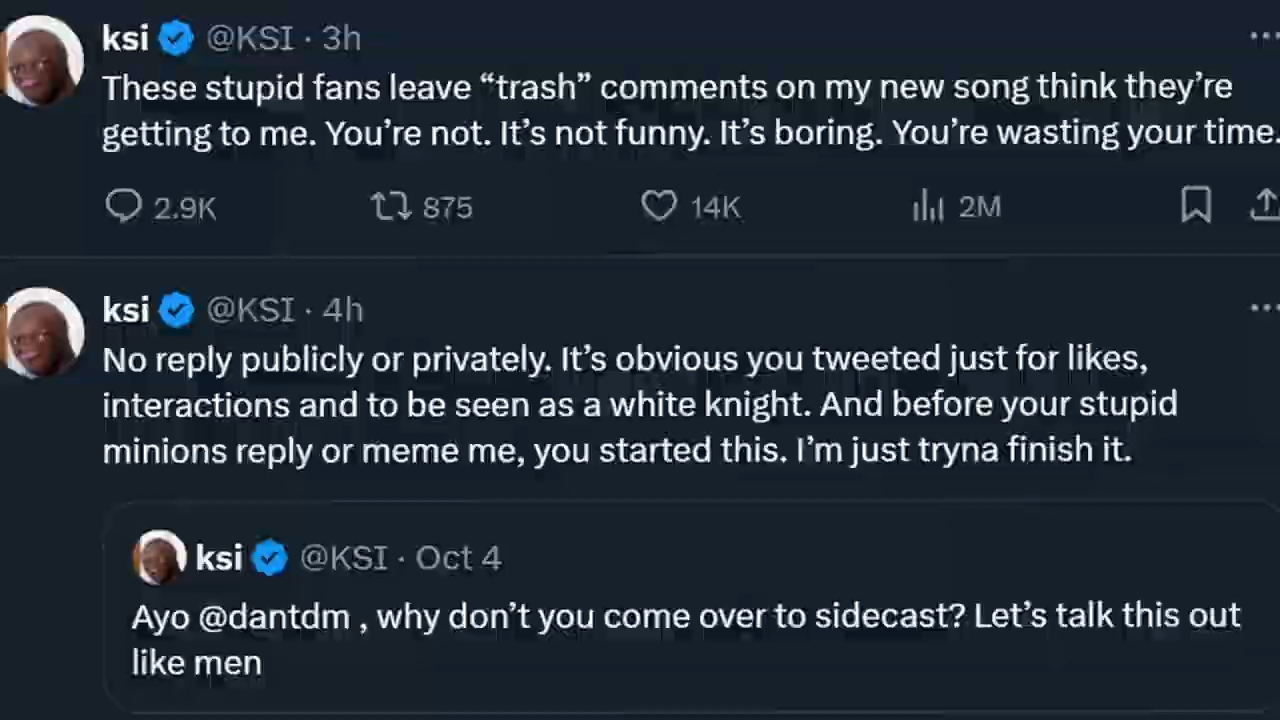 ksi @KSI · 3h
These stupid fans leave “trash” comments on my new song think they’re
getting to me. You’re not. It’s not funny. It’s boring. You’re wasting your time.
2.9K 875 14K 2M
ksi @KSI · 4h
No reply publicly or privately. It’s obvious you tweeted just for likes,
interactions and to be seen as a white knight. And before your stupid
minions reply or meme me, you started this. I’m just tryna finish it.
ksi @KSI · Oct 4
Ayo @dantdm , why don’t you come over to sidecast? Let’s talk this out
like men